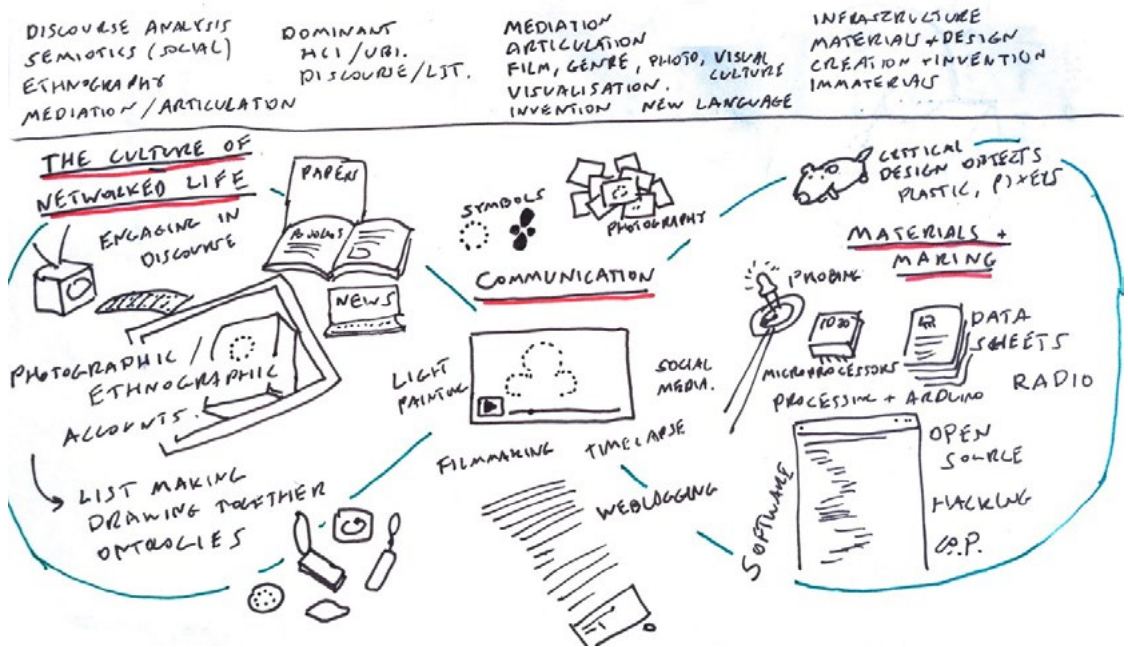 DISCOURSE ANALYSIS
SEMIOTICS (SOCIAL)
ETHNOGRAPHY
MEDIATION / ARTICULATION
DOMINANT
HCI / UBI.
DISCOURSE / LIT.
MEDIATION
ARTICULATION
FILM, GENRE, PHOTO, VISUAL
CULTURE
VISUALISATION.
INVENTION NEW LANGUAGE
INFRASTRUCTURE
MATERIALS + DESIGN
CREATION + INVENTION
IMMATERIALS
THE CULTURE OF
NETWORKED LIFE
ENGAGING IN
DISCOURSE
PAPERS
NEWS
PHOTOGRAPHIC /
ETHNOGRAPHIC
ACCOUNTS.
LIST MAKING
DRAWING TOGETHER
ONTOLOGIES
SYMBOLS
PHOTOGRAPHY
COMMUNICATION
LIGHT
PAINTING
SOCIAL
MEDIA.
FILMMAKING
TIMELAPSE
WEBLOGGING
CRITICAL
DESIGN OBJECTS
PLASTIC, PIXELS
MATERIALS +
MAKING
PROBING
MICROPROCESSORS
DATA
SHEETS
RADIO
PROCESSING + ARDUINO
SOFTWARE
OPEN
SOURCE
HACKING